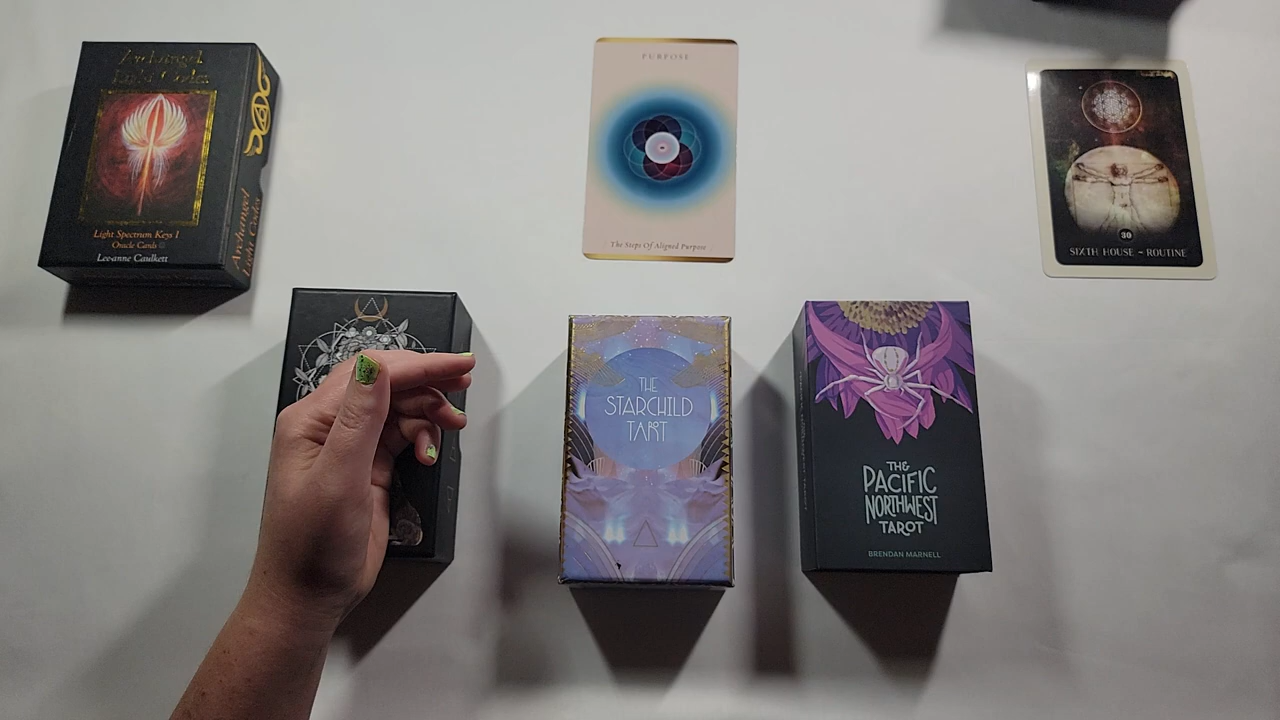 Archangel
Light Codes
Light Spectrum Keys I
Oracle Cards
Lee-anne Caulkett
Archangel
Light Codes
PURPOSE
The Steps Of Aligned Purpose
30
SIXTH HOUSE ~ ROUTINE
THE
STARCHILD
TAROT
THE
PACIFIC
NORTHWEST
TAROT
BRENDAN MARNELL